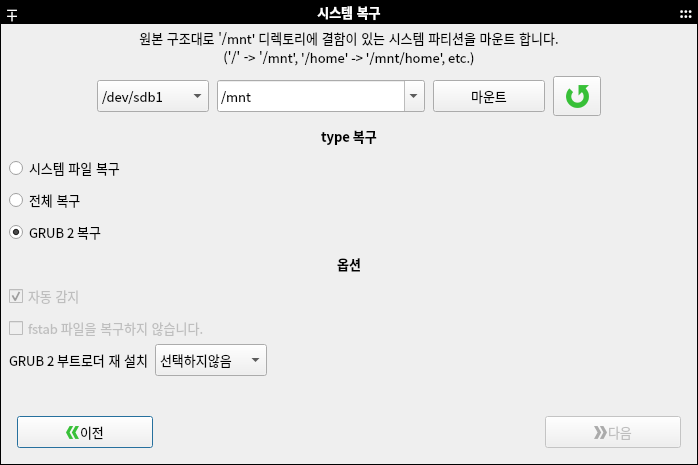 시스템 복구
원본 구조대로 '/mnt' 디렉토리에 결함이 있는 시스템 파티션을 마운트 합니다.
('/' -> '/mnt', '/home' -> '/mnt/home', etc.)
/dev/sdb1 /mnt 마운트
type 복구
시스템 파일 복구
전체 복구
GRUB 2 복구
옵션
자동 감지
fstab 파일을 복구하지 않습니다.
GRUB 2 부트로더 재 설치 선택하지않음
이전 다음